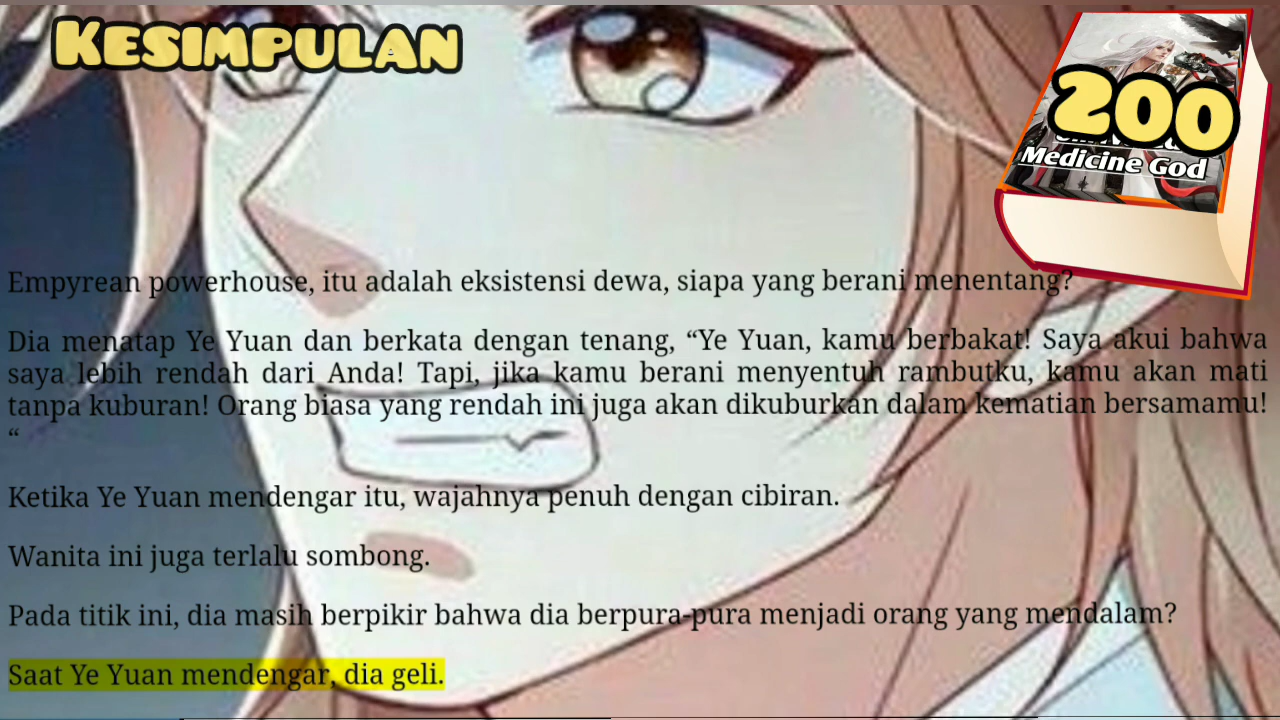 KESIMPULAN
200
Medicine God
Empyrean powerhouse, itu adalah eksistensi dewa, siapa yang berani menentang?
Dia menatap Ye Yuan dan berkata dengan tenang, “Ye Yuan, kamu berbakat! Saya akui bahwa
saya lebih rendah dari Anda! Tapi, jika kamu berani menyentuh rambutku, kamu akan mati
tanpa kuburan! Orang biasa yang rendah ini juga akan dikuburkan dalam kematian bersamamu!
“
Ketika Ye Yuan mendengar itu, wajahnya penuh dengan cibiran.
Wanita ini juga terlalu sombong.
Pada titik ini, dia masih berpikir bahwa dia berpura-pura menjadi orang yang mendalam?
Saat Ye Yuan mendengar, dia geli.